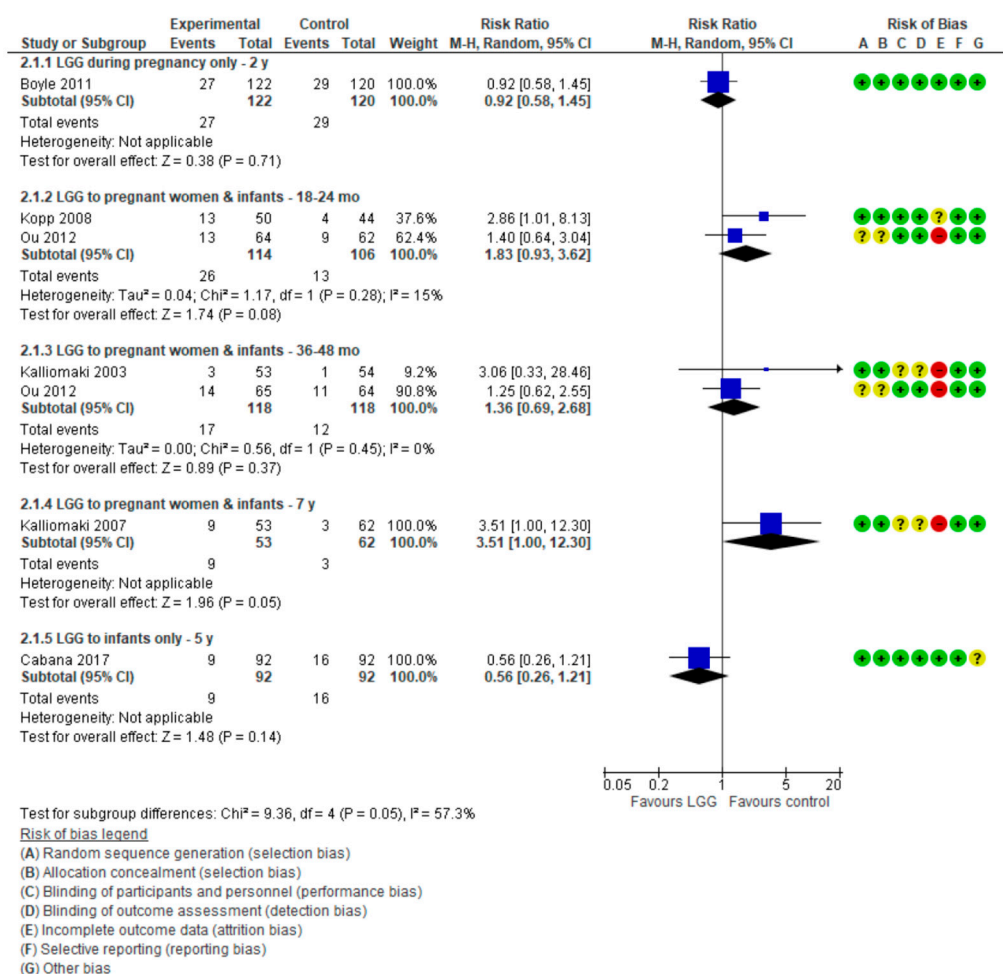 Experimental Control Risk Ratio Risk Ratio Risk of Bias
Study or Subgroup Events Total Events Total Weight M-H, Random, 95% CI M-H, Random, 95% CI A B C D E F G
2.1.1 LGG during pregnancy only - 2 y
Boyle 2011 27 122 29 120 100.0% 0.92 [0.58, 1.45] + + + + + + +
Subtotal (95% CI) 122 120 100.0% 0.92 [0.58, 1.45]
Total events 27 29
Heterogeneity: Not applicable
Test for overall effect: Z = 0.38 (P = 0.71)
2.1.2 LGG to pregnant women & infants - 18-24 mo
Kopp 2008 13 50 4 44 37.6% 2.86 [1.01, 8.13] + + + + ? + +
Ou 2012 13 64 9 62 62.4% 1.40 [0.64, 3.04] ? ? + + - + +
Subtotal (95% CI) 114 106 100.0% 1.83 [0.93, 3.62]
Total events 26 13
Heterogeneity: Tau² = 0.04; Chi² = 1.17, df = 1 (P = 0.28); I² = 15%
Test for overall effect: Z = 1.74 (P = 0.08)
2.1.3 LGG to pregnant women & infants - 36-48 mo
Kalliomaki 2003 3 53 1 54 9.2% 3.06 [0.33, 28.46] + + ? ? - + +
Ou 2012 14 65 11 64 90.8% 1.25 [0.62, 2.55] ? ? + + - + +
Subtotal (95% CI) 118 118 100.0% 1.36 [0.69, 2.68]
Total events 17 12
Heterogeneity: Tau² = 0.00; Chi² = 0.56, df = 1 (P = 0.45); I² = 0%
Test for overall effect: Z = 0.89 (P = 0.37)
2.1.4 LGG to pregnant women & infants - 7 y
Kalliomaki 2007 9 53 3 62 100.0% 3.51 [1.00, 12.30] + + ? ? - + +
Subtotal (95% CI) 53 62 100.0% 3.51 [1.00, 12.30]
Total events 9 3
Heterogeneity: Not applicable
Test for overall effect: Z = 1.96 (P = 0.05)
2.1.5 LGG to infants only - 5 y
Cabana 2017 9 92 16 92 100.0% 0.56 [0.26, 1.21] + + + + + + ?
Subtotal (95% CI) 92 92 100.0% 0.56 [0.26, 1.21]
Total events 9 16
Heterogeneity: Not applicable
Test for overall effect: Z = 1.48 (P = 0.14)
0.05 0.2 1 5 20
Favours LGG Favours control
Test for subgroup differences: Chi² = 9.36, df = 4 (P = 0.05), I² = 57.3%
Risk of bias legend
(A) Random sequence generation (selection bias)
(B) Allocation concealment (selection bias)
(C) Blinding of participants and personnel (performance bias)
(D) Blinding of outcome assessment (detection bias)
(E) Incomplete outcome data (attrition bias)
(F) Selective reporting (reporting bias)
(G) Other bias